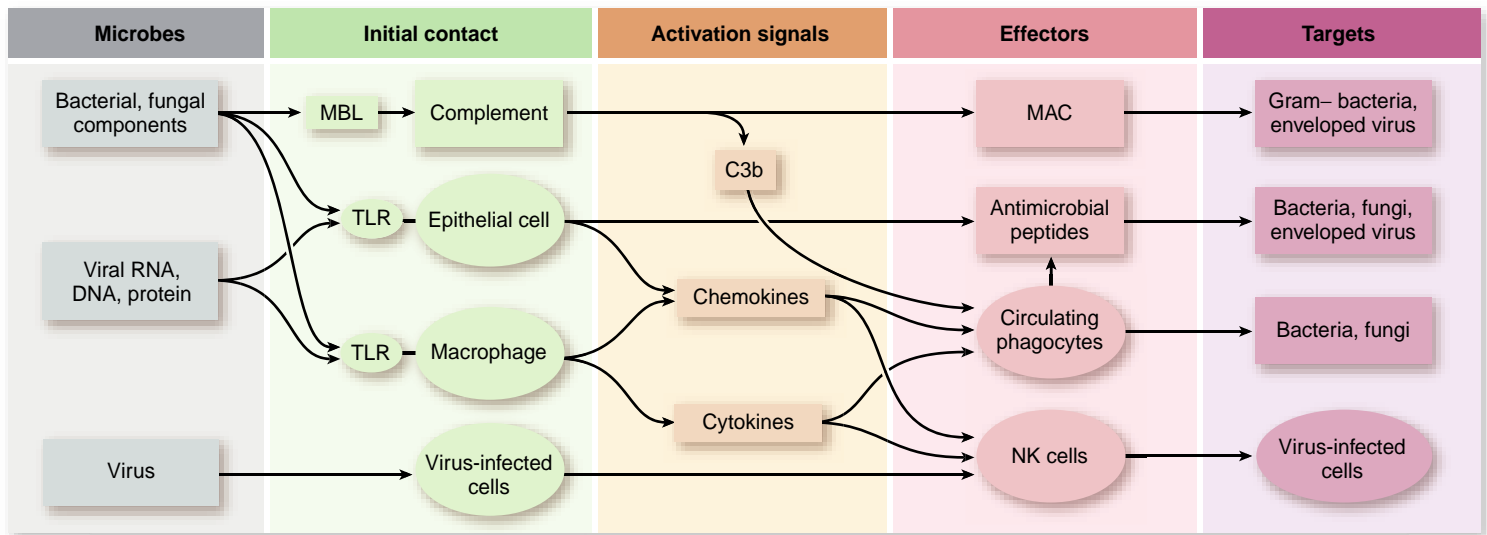 Microbes
Initial contact
Activation signals
Effectors
Targets
Bacterial, fungal
components
MBL
Complement
MAC
Gram– bacteria,
enveloped virus
C3b
TLR
Epithelial cell
Antimicrobial
peptides
Bacteria, fungi,
enveloped virus
Viral RNA,
DNA, protein
Chemokines
Circulating
phagocytes
Bacteria, fungi
TLR
Macrophage
Cytokines
Virus
Virus-infected
cells
NK cells
Virus-infected
cells